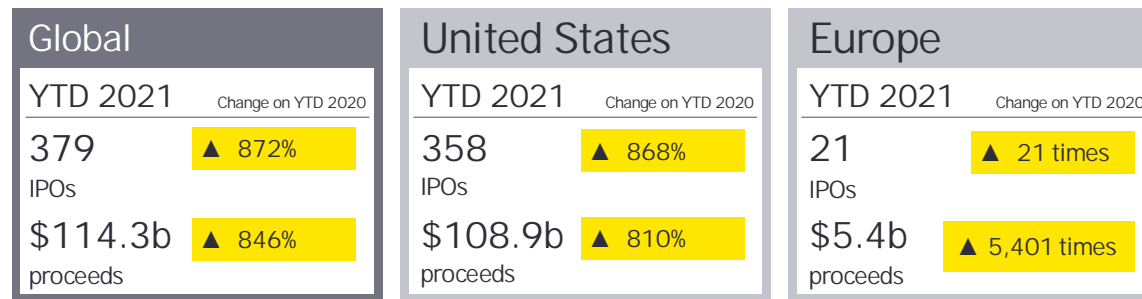 Global
YTD 2021 Change on YTD 2020
379 ▲ 872%
IPOs
$114.3b ▲ 846%
proceeds
United States
YTD 2021 Change on YTD 2020
358 ▲ 868%
IPOs
$108.9b ▲ 810%
proceeds
Europe
YTD 2021 Change on YTD 2020
21 ▲ 21 times
IPOs
$5.4b ▲ 5,401 times
proceeds